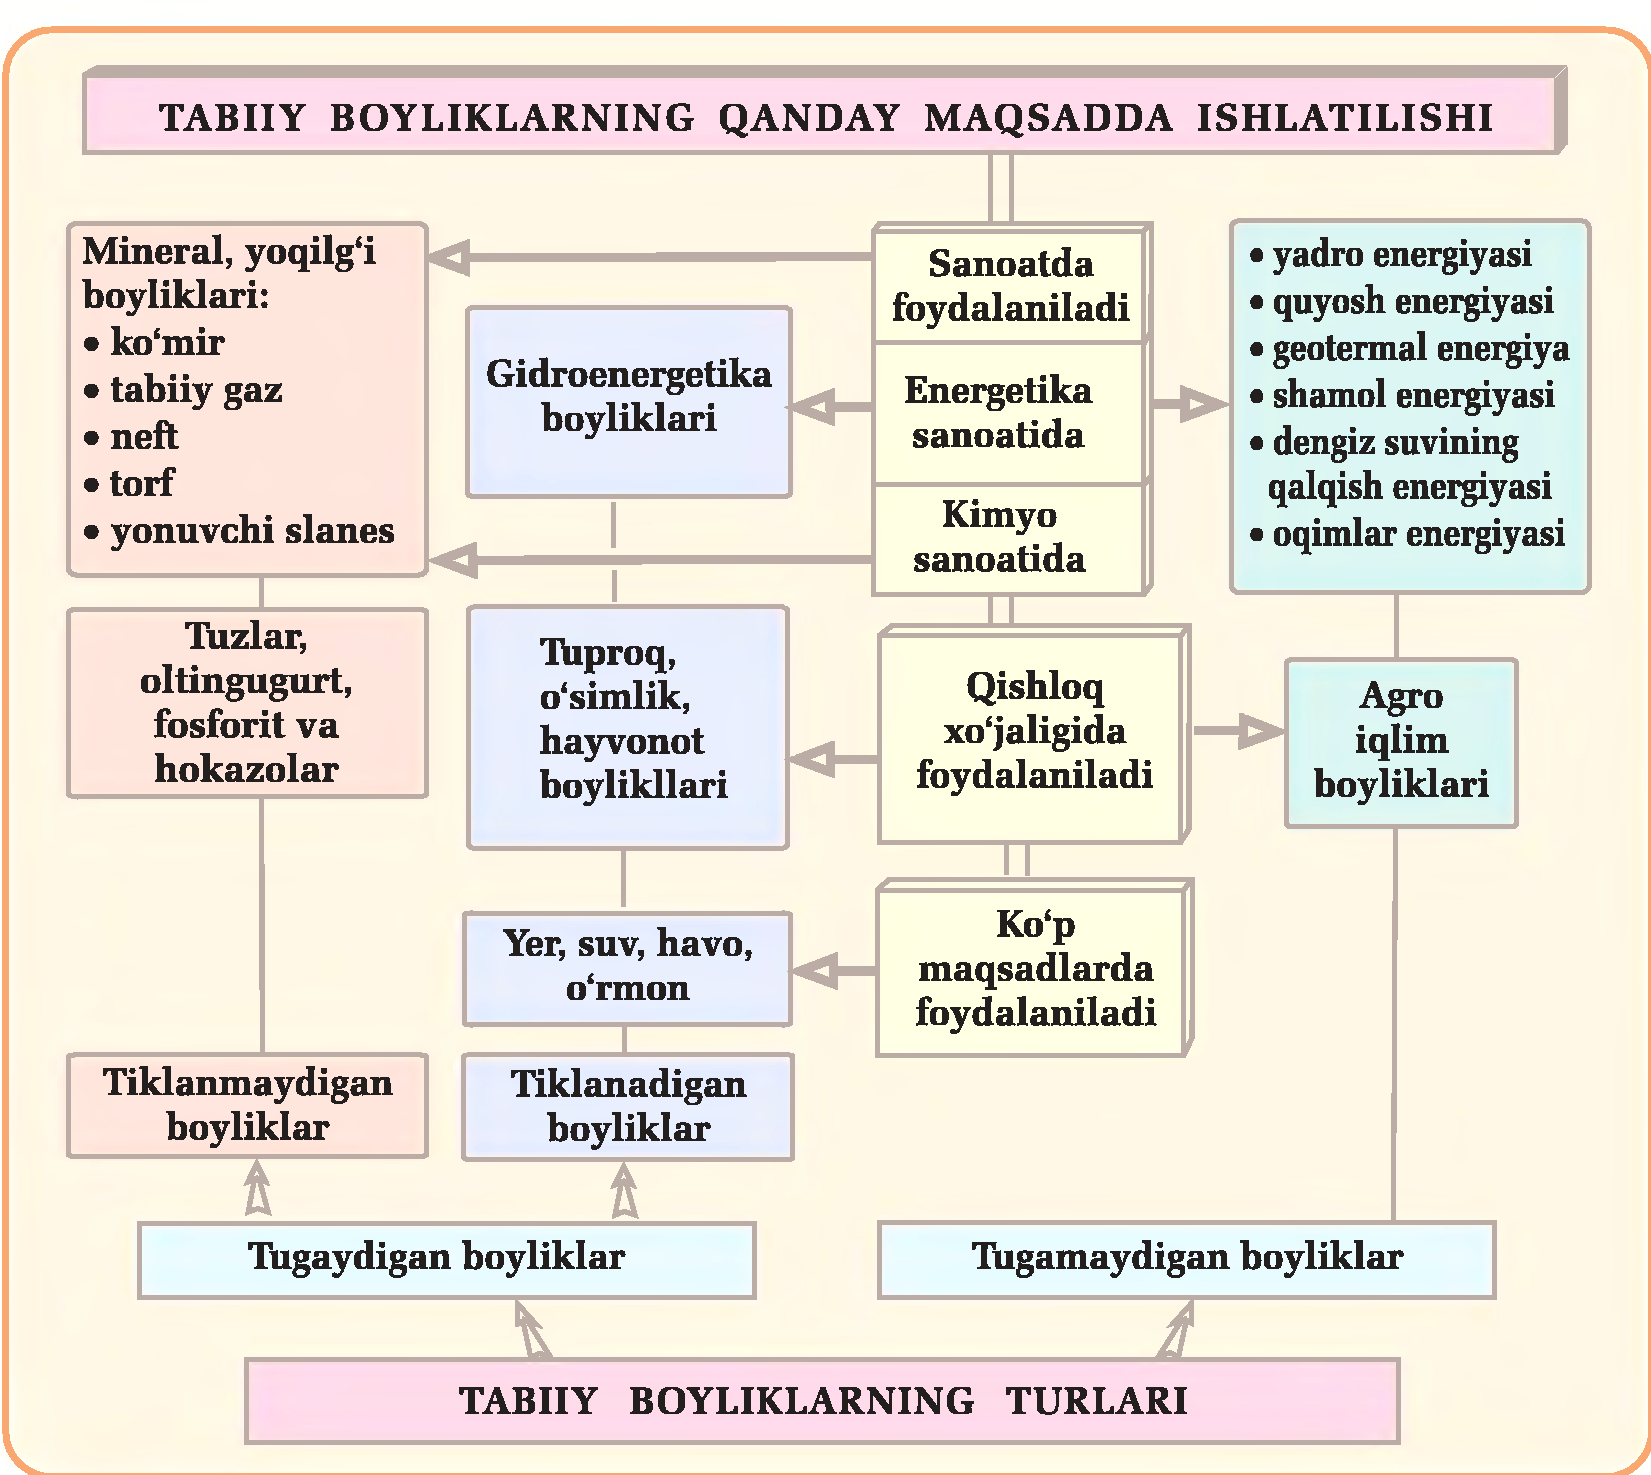 TABIIY BOYLIKLARNING QANDAY MAQSADDA ISHLATILISHI
Mineral, yoqilg‘i
boyliklari:
• ko‘mir
• tabiiy gaz
• neft
• torf
• yonuvchi slanes
Gidroenergetika
boyliklari
Sanoatda
foydalaniladi
Energetika
sanoatida
Kimyo
sanoatida
• yadro energiyasi
• quyosh energiyasi
• geotermal energiya
• shamol energiyasi
• dengiz suvining
qalqish energiyasi
• oqimlar energiyasi
Tuzlar,
oltingugurt,
fosforit va
hokazolar
Tuproq,
o‘simlik,
hayvonot
boylikllari
Qishloq
xo‘jaligida
foydalaniladi
Agro
iqlim
boyliklari
Yer, suv, havo,
o‘rmon
Ko‘p
maqsadlarda
foydalaniladi
Tiklanmaydigan
boyliklar
Tiklanadigan
boyliklar
Tugaydigan boyliklar
Tugamaydigan boyliklar
TABIIY BOYLIKLARNING TURLARI